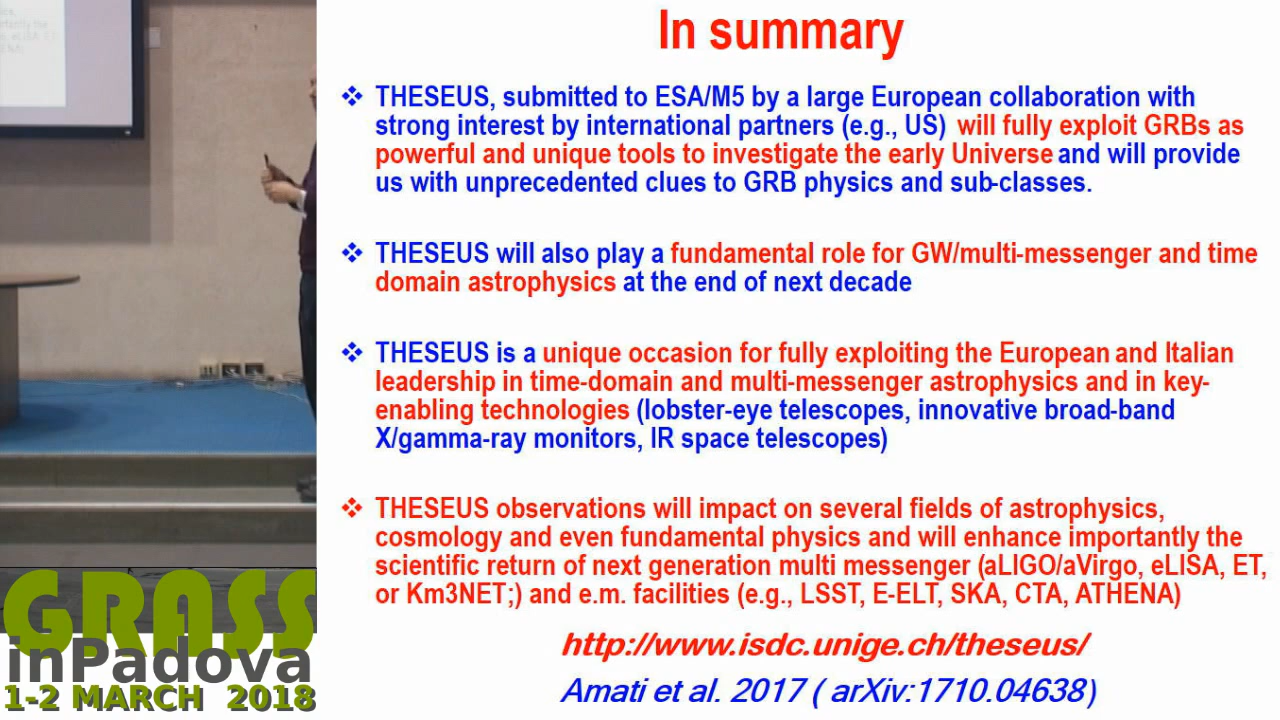 In summary
❖ THESEUS, submitted to ESA/M5 by a large European collaboration with
strong interest by international partners (e.g., US) will fully exploit GRBs as
powerful and unique tools to investigate the early Universe and will provide
us with unprecedented clues to GRB physics and sub-classes.
❖ THESEUS will also play a fundamental role for GW/multi-messenger and time
domain astrophysics at the end of next decade
❖ THESEUS is a unique occasion for fully exploiting the European and Italian
leadership in time-domain and multi-messenger astrophysics and in key-
enabling technologies (lobster-eye telescopes, innovative broad-band
X/gamma-ray monitors, IR space telescopes)
❖ THESEUS observations will impact on several fields of astrophysics,
cosmology and even fundamental physics and will enhance importantly the
scientific return of next generation multi messenger (aLIGO/aVirgo, eLISA, ET,
or Km3NET;) and e.m. facilities (e.g., LSST, E-ELT, SKA, CTA, ATHENA)
http://www.isdc.unige.ch/theseus/
Amati et al. 2017 ( arXiv:1710.04638)
GRASS
inPadova
1-2 MARCH 2018